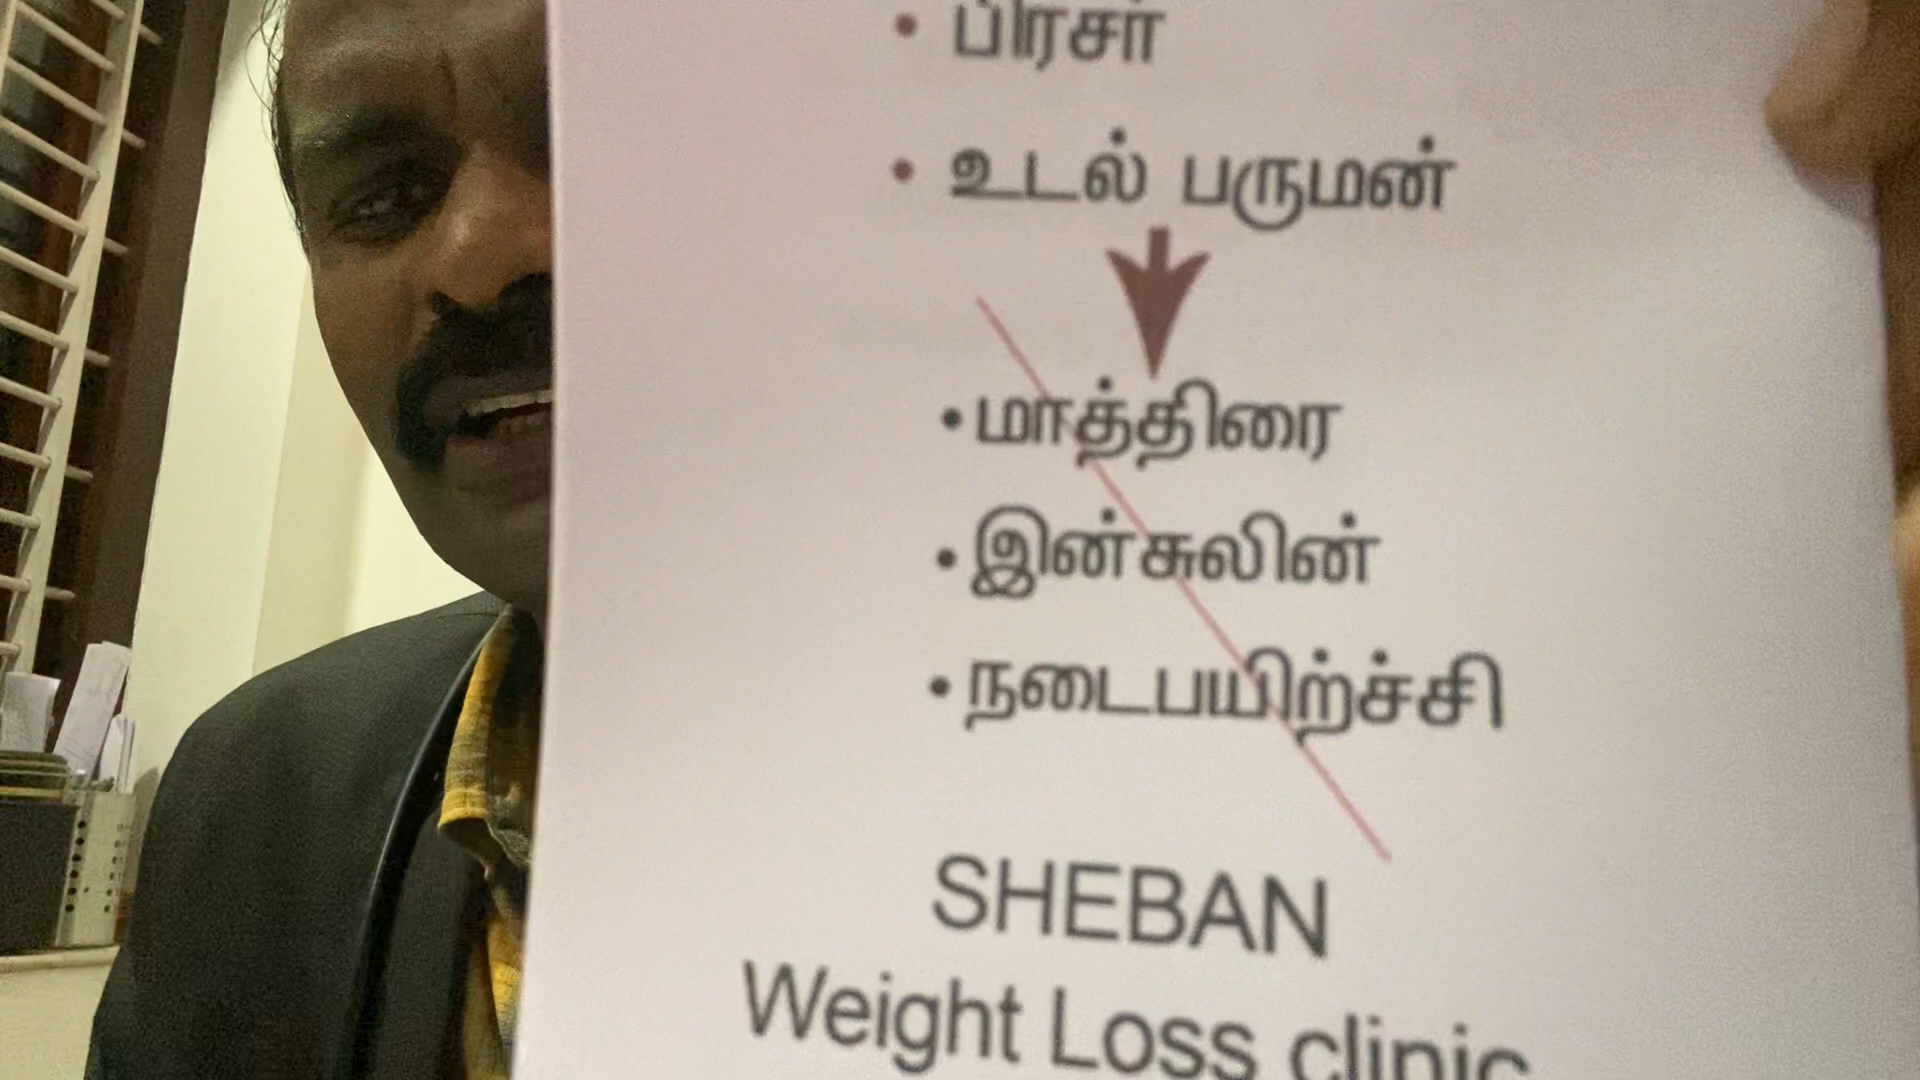 • பிரசர்
• உடல் பருமன்
• மாத்திரை
• இன்சுலின்
• நடைபயிற்ச்சி
SHEBAN
Weight Loss clinic